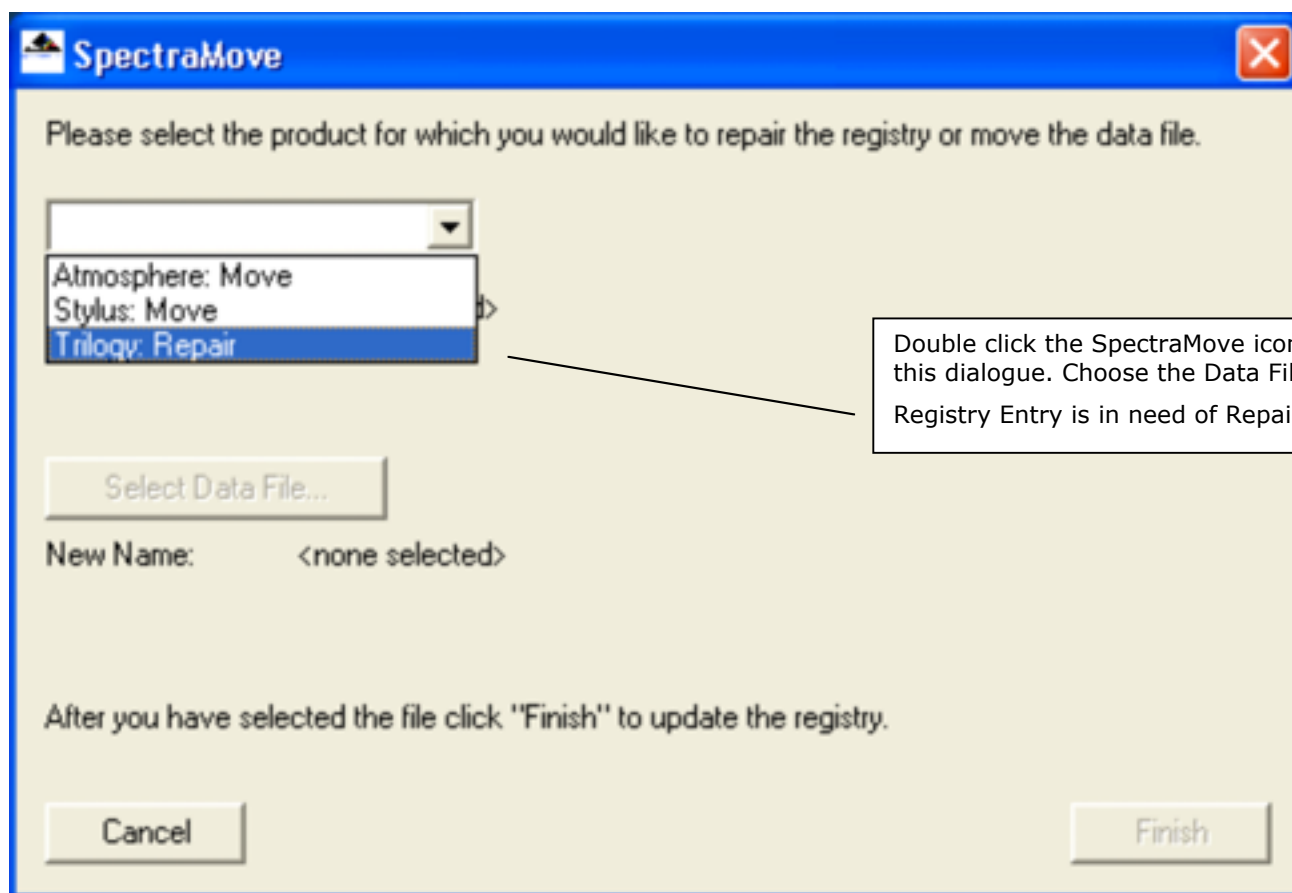 SpectraMove
Please select the product for which you would like to repair the registry or move the data file.
Atmosphere: Move
Stylus: Move
Trilogy: Repair
Double click the SpectraMove
this dialogue. Choose the Data
Registry Entry is in need of
Select Data File...
New Name: <none selected>
After you have selected the file click "Finish" to update the registry.
Cancel
Finish